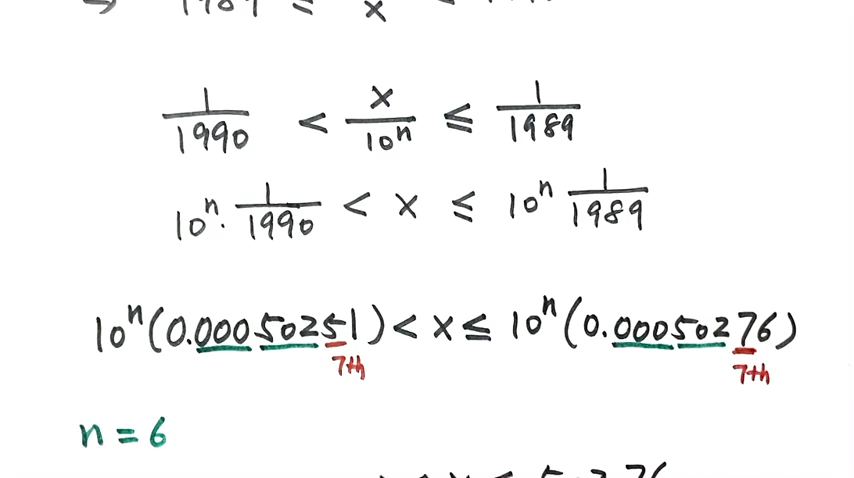 1/1990 < x/10ⁿ ≦ 1/1989
10ⁿ · 1/1990 < x ≦ 10ⁿ 1/1989
10ⁿ(0.00050251) < x ≦ 10ⁿ(0.00050276)
7th 7th
n = 6